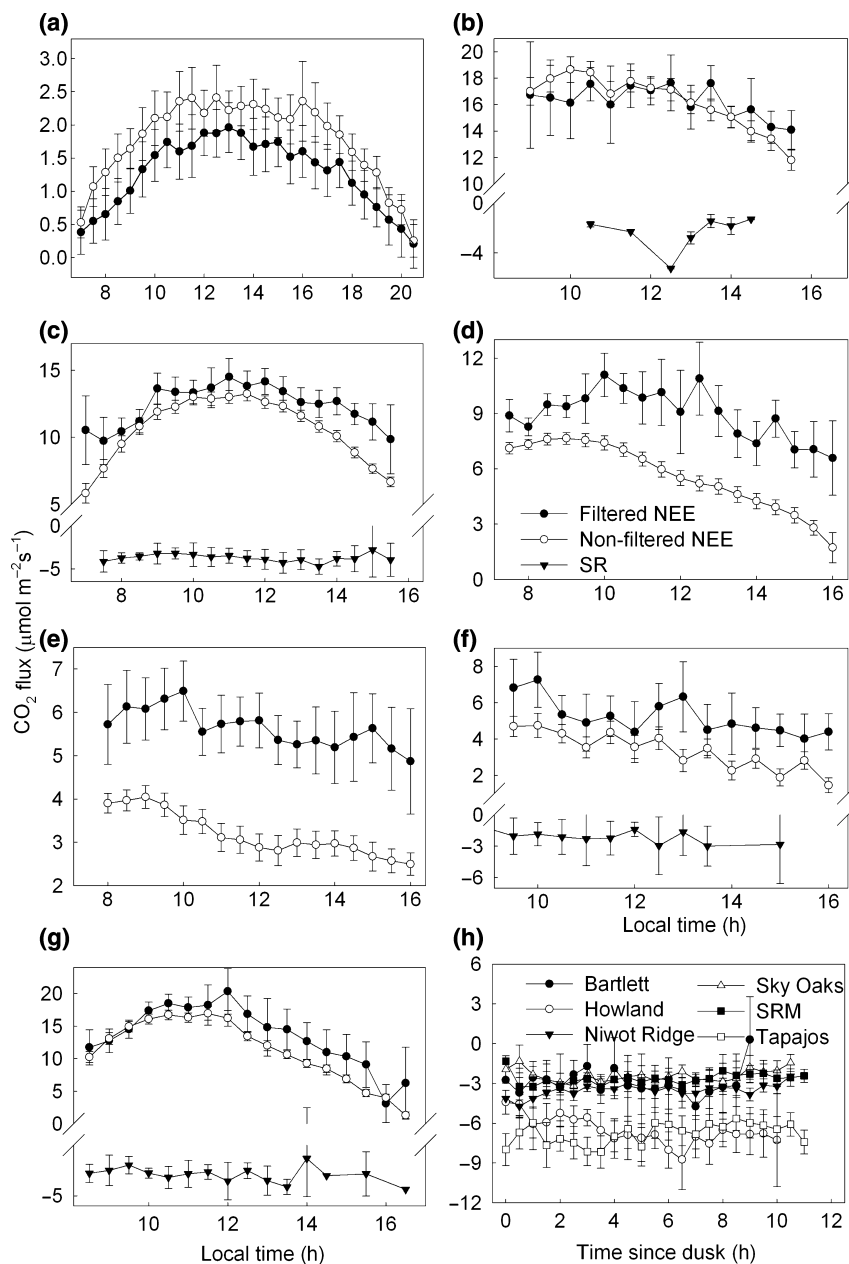 (a)
3.0
2.5
2.0
1.5
1.0
0.5
0.0
8 10 12 14 16 18 20
(b)
20
18
16
14
12
10
0
−4
10 12 14 16
(c)
15
10
5
0
−5
8 10 12 14 16
(d)
12
9
6
3
0
Filtered NEE
Non-filtered NEE
SR
8 10 12 14 16
CO2 flux (μmol m−2s−1)
(e)
7
6
5
4
3
2
8 10 12 14 16
(f)
8
6
4
2
0
−3
−6
10 12 14 16
Local time (h)
(g)
20
15
10
5
0
−5
10 12 14 16
Local time (h)
(h)
6
3
0
−3
−6
−9
−12
Bartlett
Howland
Niwot Ridge
Sky Oaks
SRM
Tapajos
0 2 4 6 8 10 12
Time since dusk (h)